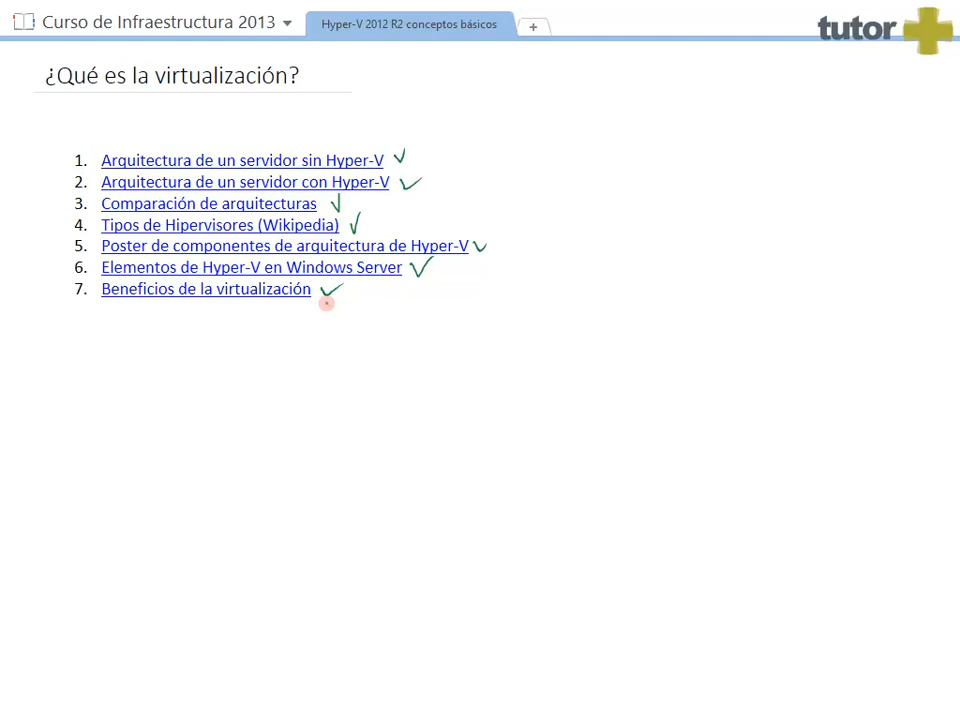 Curso de Infraestructura 2013
Hyper-V 2012 R2 conceptos básicos
+
tutor
¿Qué es la virtualización?
1. Arquitectura de un servidor sin Hyper-V
2. Arquitectura de un servidor con Hyper-V
3. Comparación de arquitecturas
4. Tipos de Hipervisores (Wikipedia)
5. Poster de componentes de arquitectura de Hyper-V
6. Elementos de Hyper-V en Windows Server
7. Beneficios de la virtualización